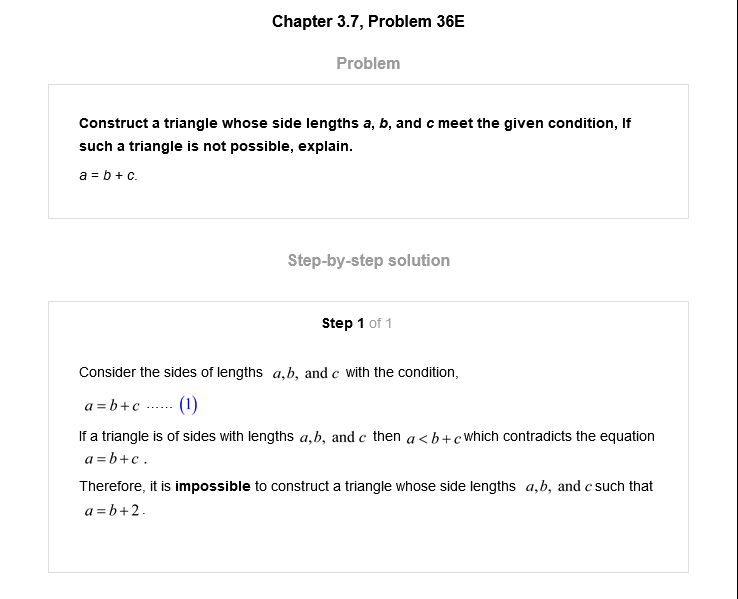 Chapter 3.7, Problem 36E
Problem
Construct a triangle whose side lengths a, b, and c meet the given condition, If
such a triangle is not possible, explain.
a = b + c.
Step-by-step solution
Step 1 of 1
Consider the sides of lengths a,b, and c with the condition,
a = b + c ...... (1)
If a triangle is of sides with lengths a,b, and c then a < b + c which contradicts the equation
a = b + c .
Therefore, it is impossible to construct a triangle whose side lengths a,b, and c such that
a = b + 2 .